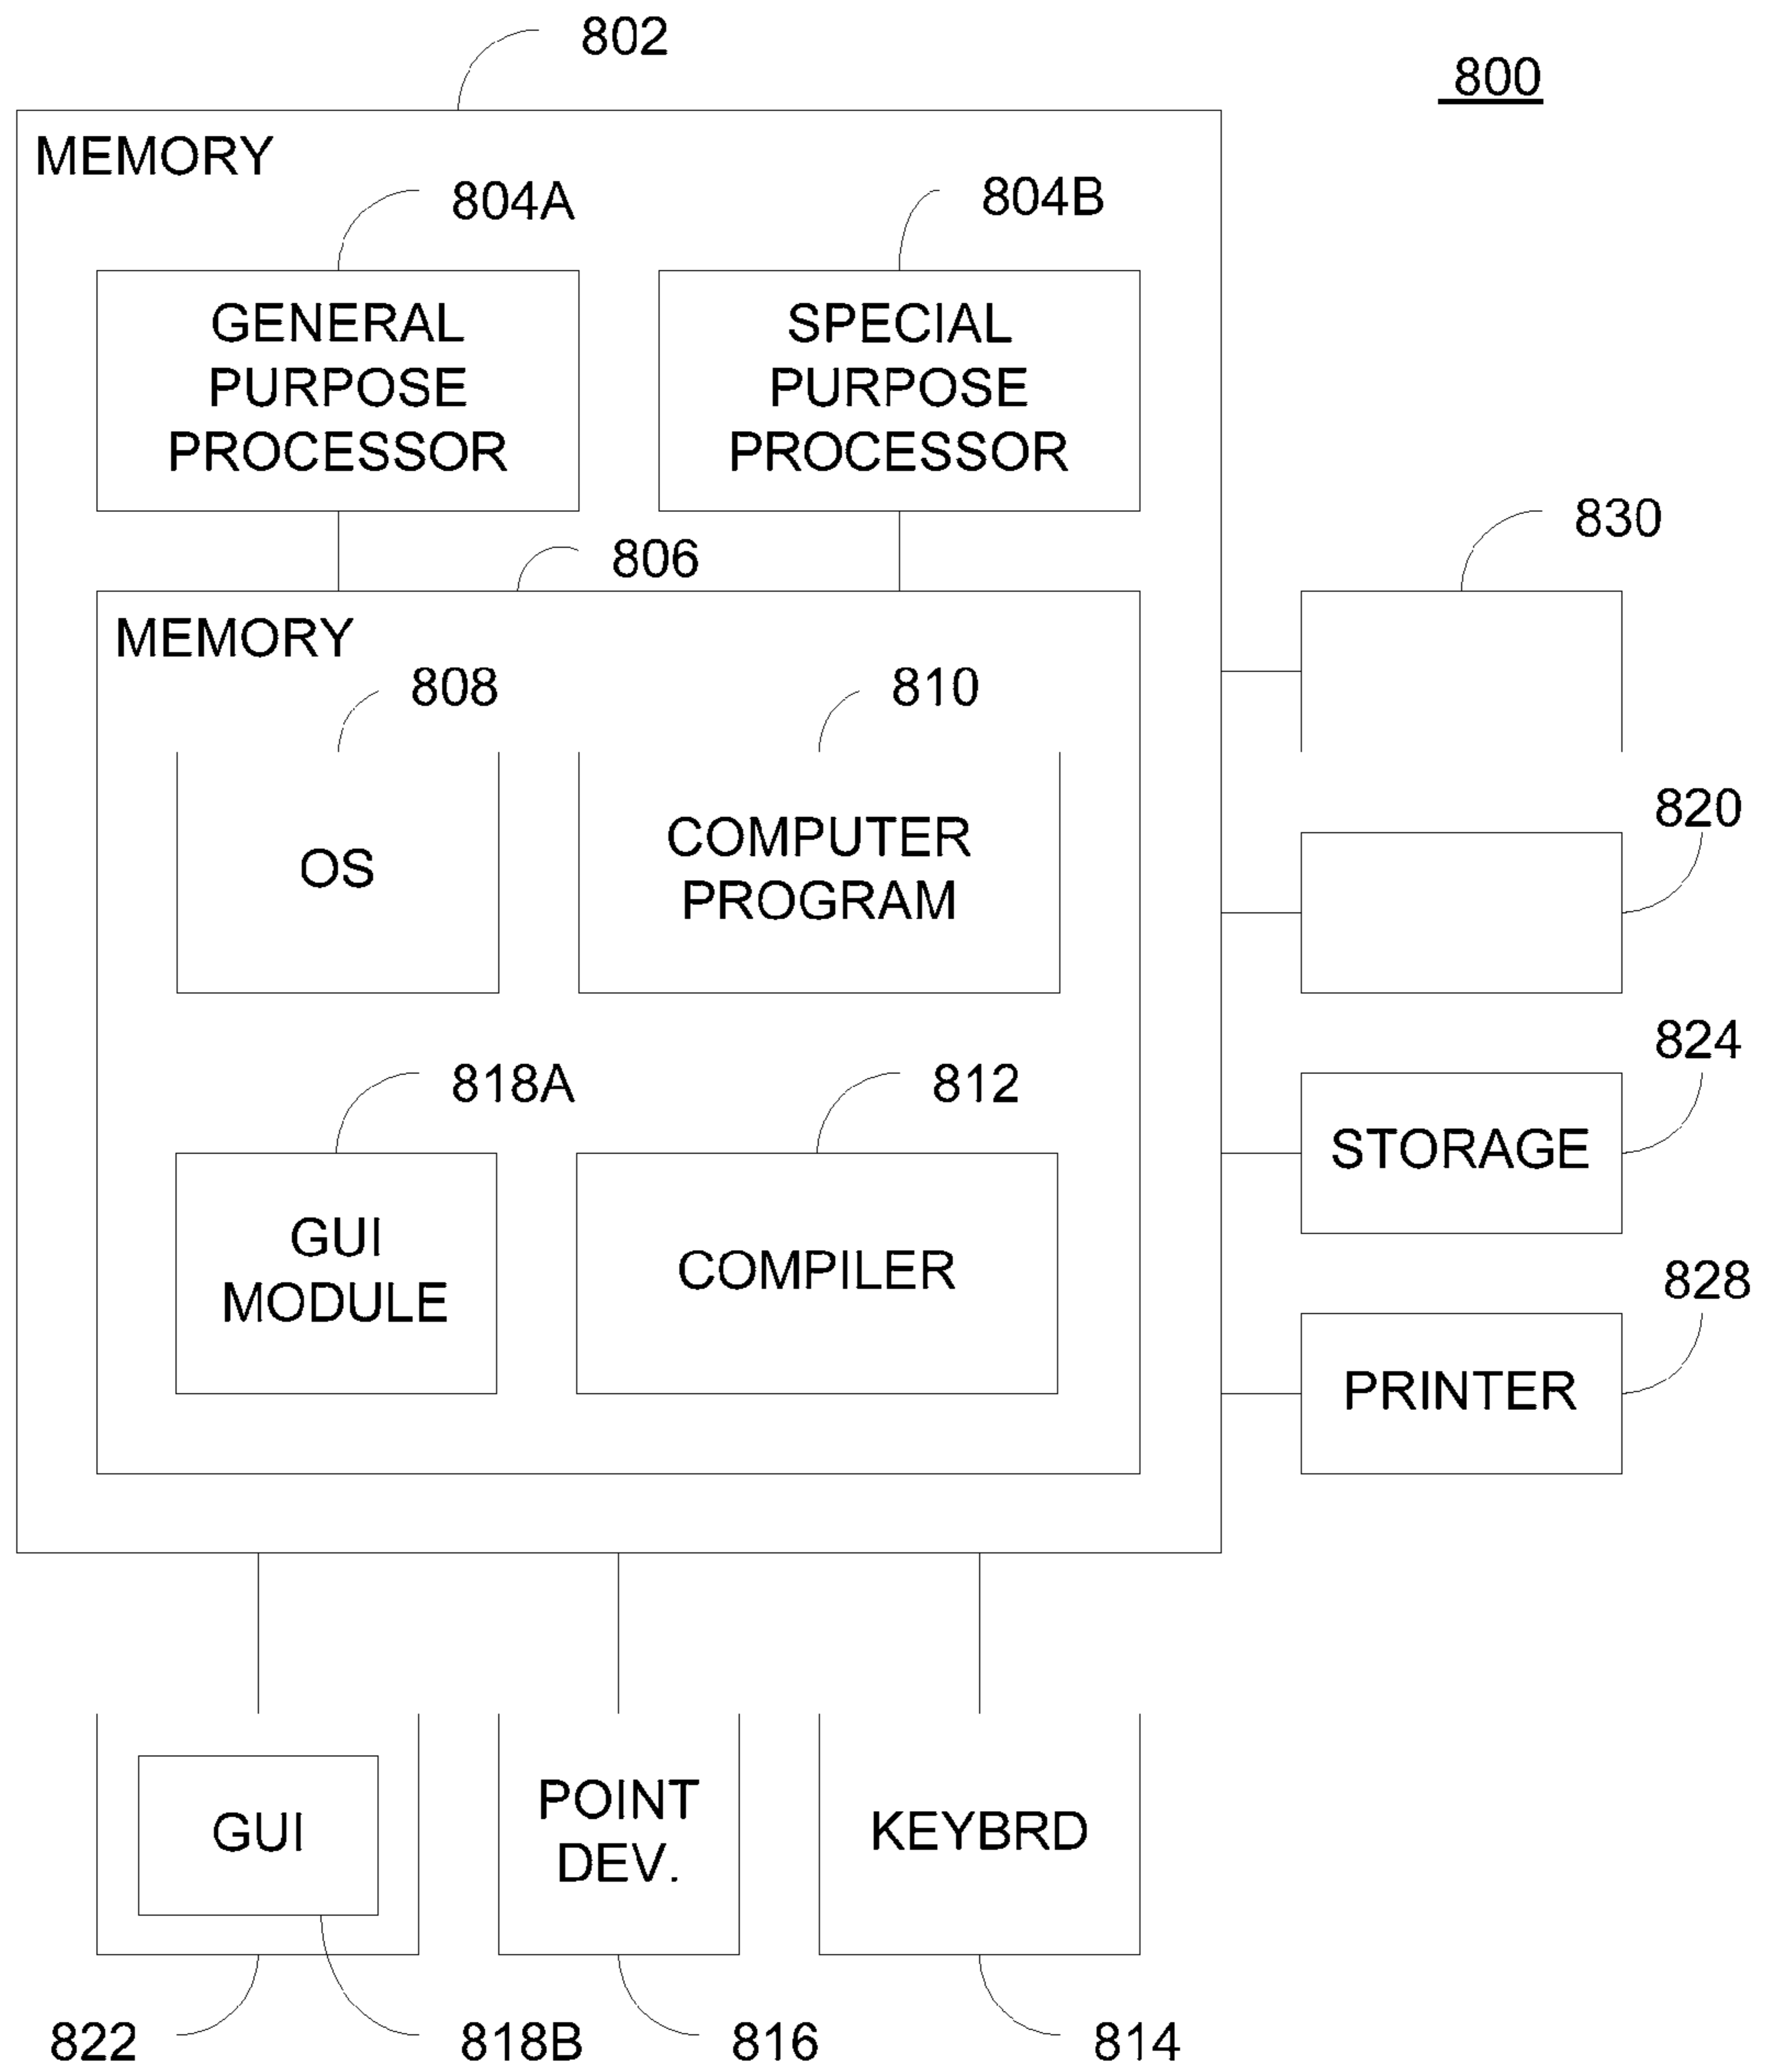 802
800
MEMORY
804A
804B
GENERAL
PURPOSE
PROCESSOR
SPECIAL
PURPOSE
PROCESSOR
830
806
MEMORY
808
810
OS
COMPUTER
PROGRAM
820
818A
812
824
GUI
MODULE
COMPILER
STORAGE
828
PRINTER
GUI
POINT
DEV.
KEYBRD
822
818B
816
814